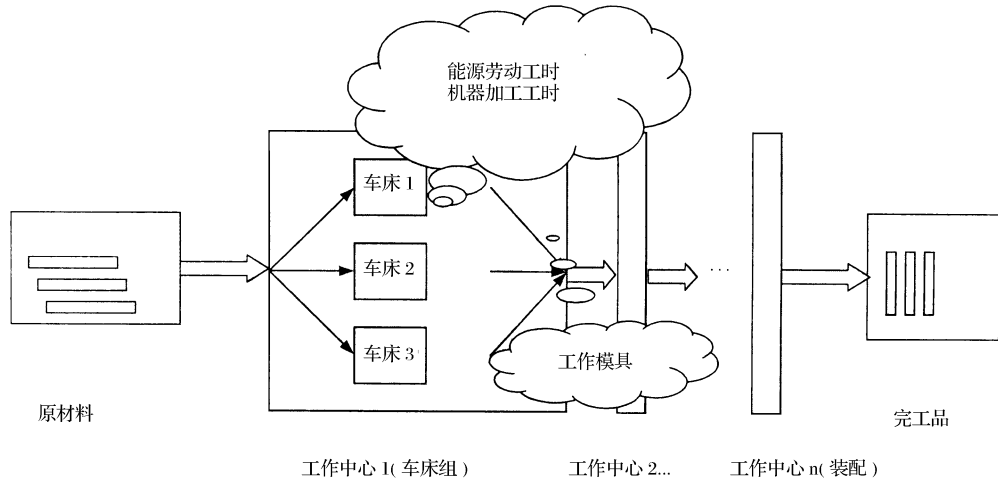 能源劳动工时
机器加工工时
车床1
车床2
车床3
···
工作模具
原材料
完工品
工作中心1(车床组)
工作中心2...
工作中心n(装配)